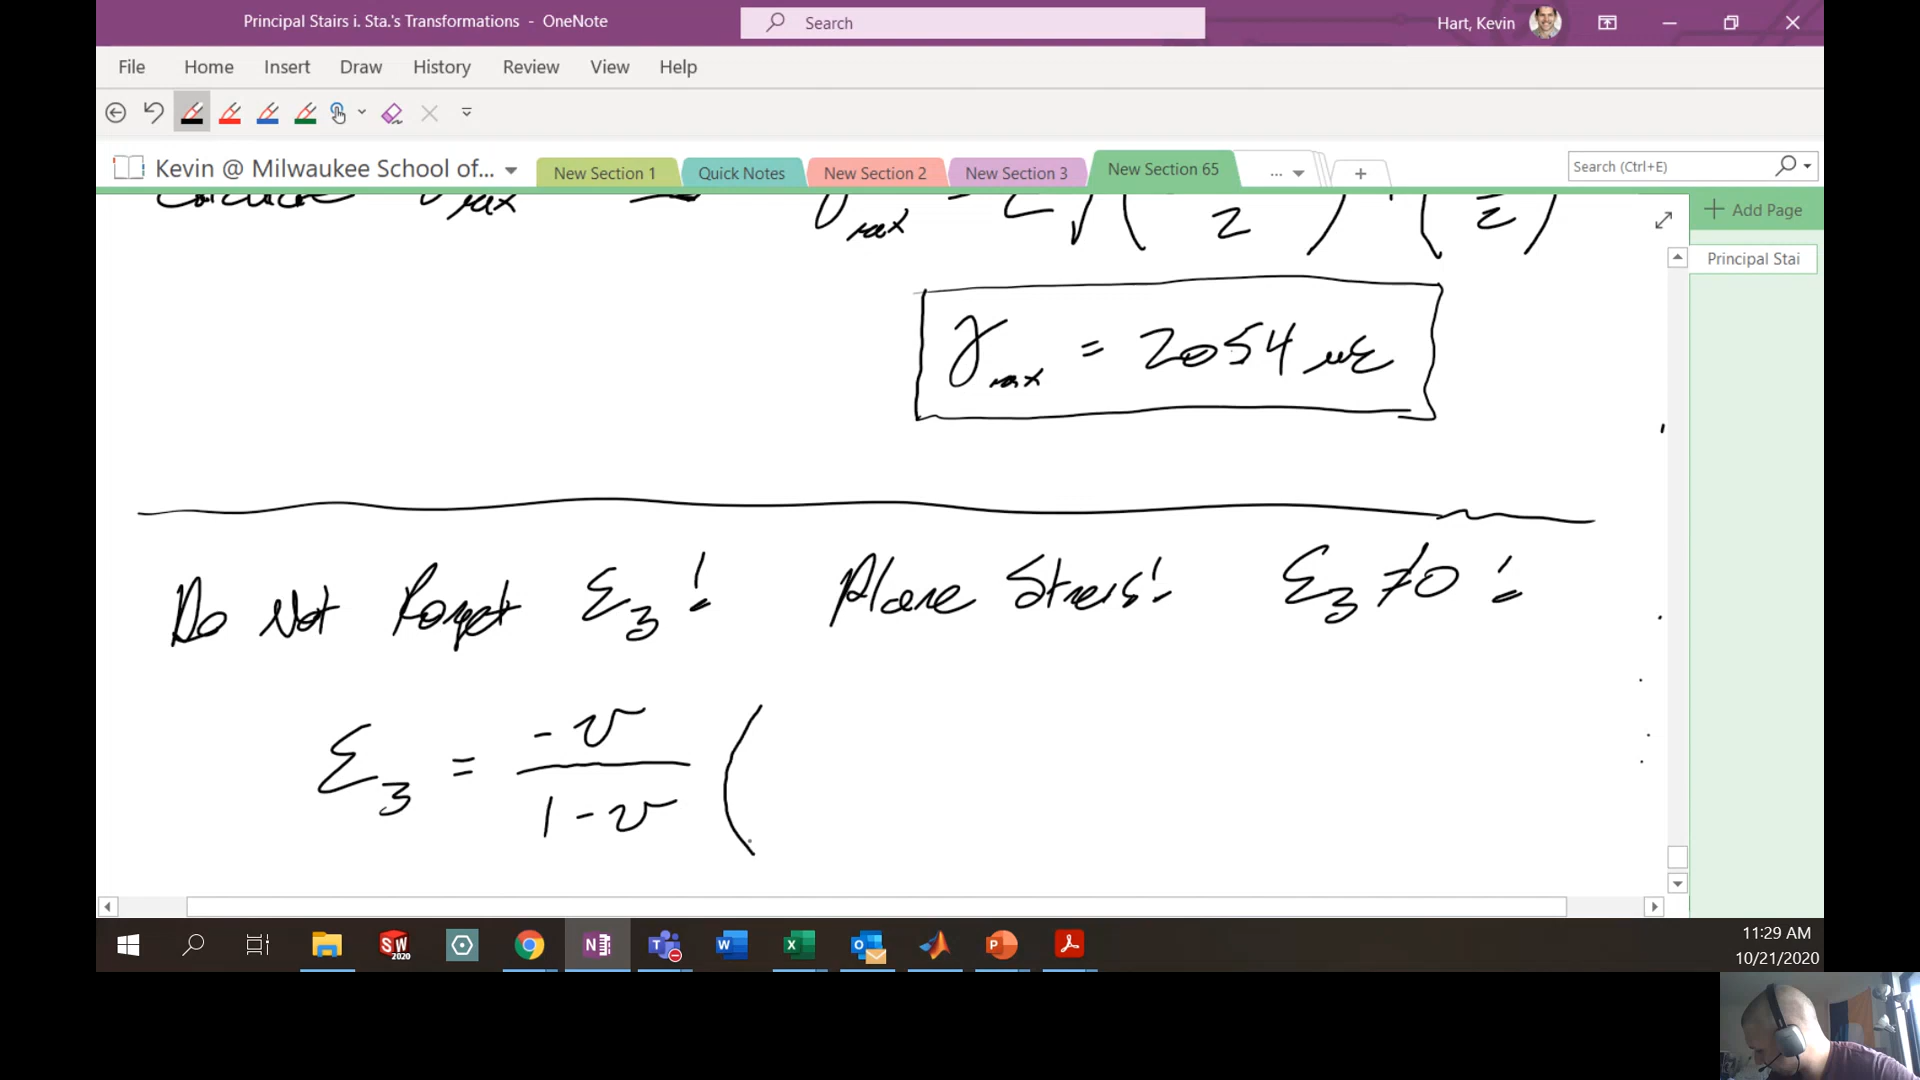 Principal Stairs i. Sta.'s Transformations - OneNote
Search
Hart, Kevin
File Home Insert Draw History Review View Help
Kevin @ Milwaukee School of...
New Section 1 Quick Notes New Section 2 New Section 3 New Section 65 ...
Search (Ctrl+E)
Add Page
Principal Stai
γmax = 2054 με
Do Not Forget ε3! Plane Stress! ε3 ≠ 0!
ε3 = -ν / 1-ν (
11:29 AM
10/21/2020